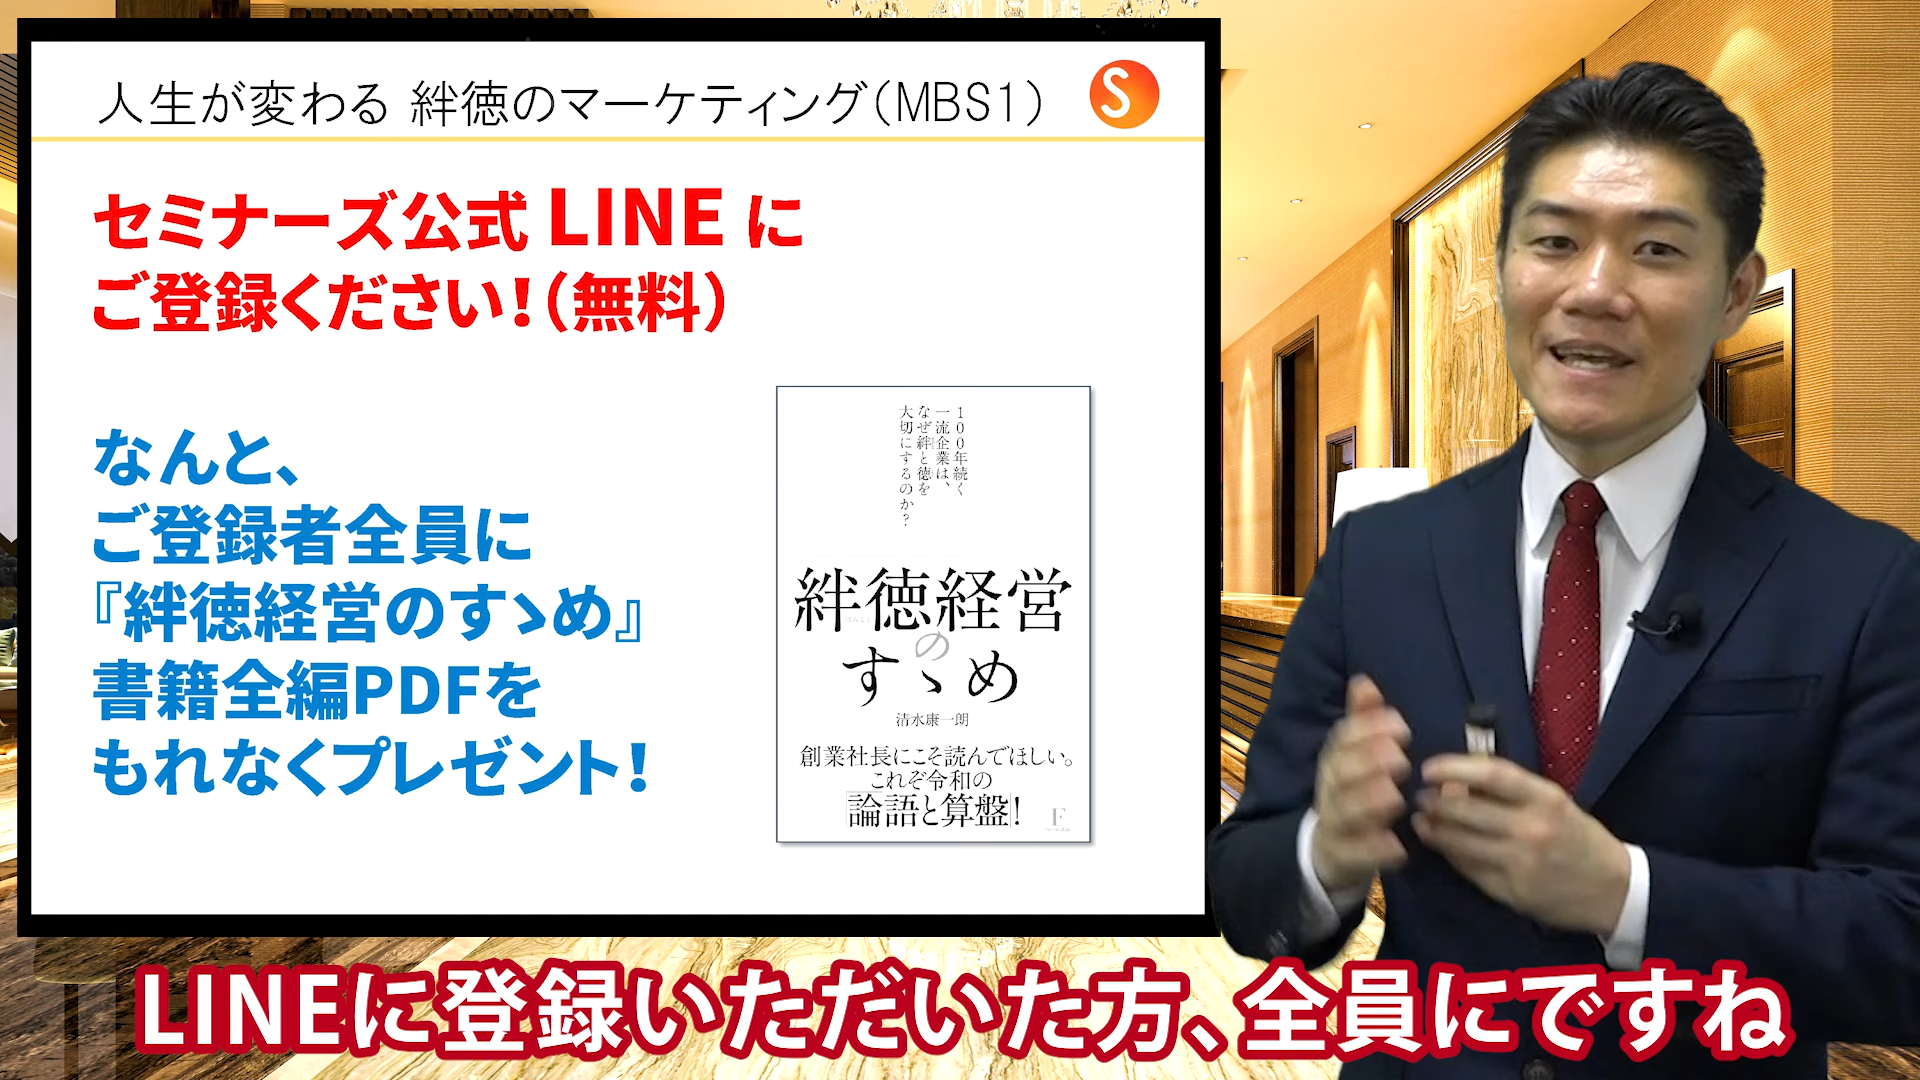 人生が変わる 絆徳のマーケティング(MBS1)
S
セミナーズ公式 LINE に
ご登録ください!(無料)
なんと、
ご登録者全員に
『絆徳経営のすゝめ』
書籍全編PDFを
もれなくプレゼント!
100年続く
一流企業は、
なぜ絆と徳を
大切にするのか?
絆徳経営
の
すゝめ
清水康一朗
創業社長にこそ読んでほしい。
これぞ令和の
「論語と算盤」!
F
LINEに登録いただいた方、全員にですね